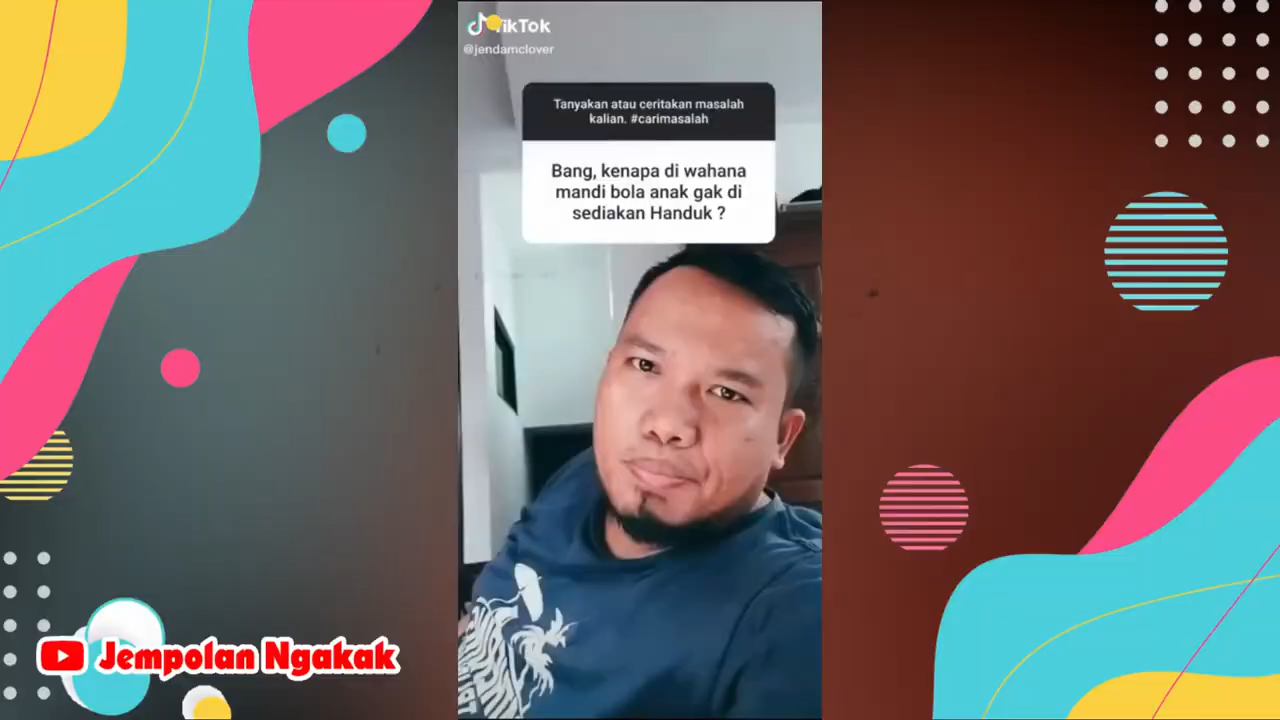 TikTok
@jendamclover
Tanyakan atau ceritakan masalah
kalian. #carimasalah
Bang, kenapa di wahana
mandi bola anak gak di
sediakan Handuk ?
Jempolan Ngakak